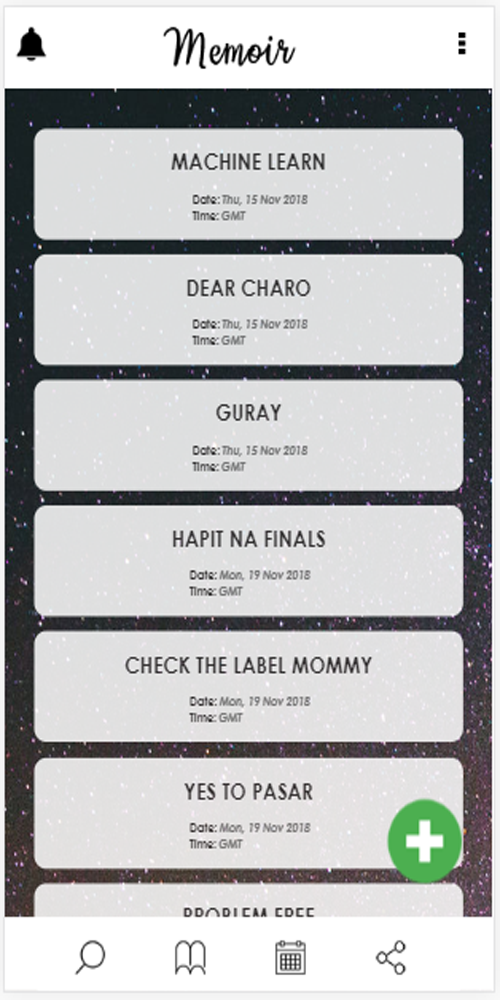 Memoir
MACHINE LEARN
Date: Thu, 15 Nov 2018
Time: GMT
DEAR CHARO
Date: Thu, 15 Nov 2018
Time: GMT
GURAY
Date: Thu, 15 Nov 2018
Time: GMT
HAPIT NA FINALS
Date: Mon, 19 Nov 2018
Time: GMT
CHECK THE LABEL MOMMY
Date: Mon, 19 Nov 2018
Time: GMT
YES TO PASAR
Date: Mon, 19 Nov 2018
Time: GMT
PROBLEM FREE